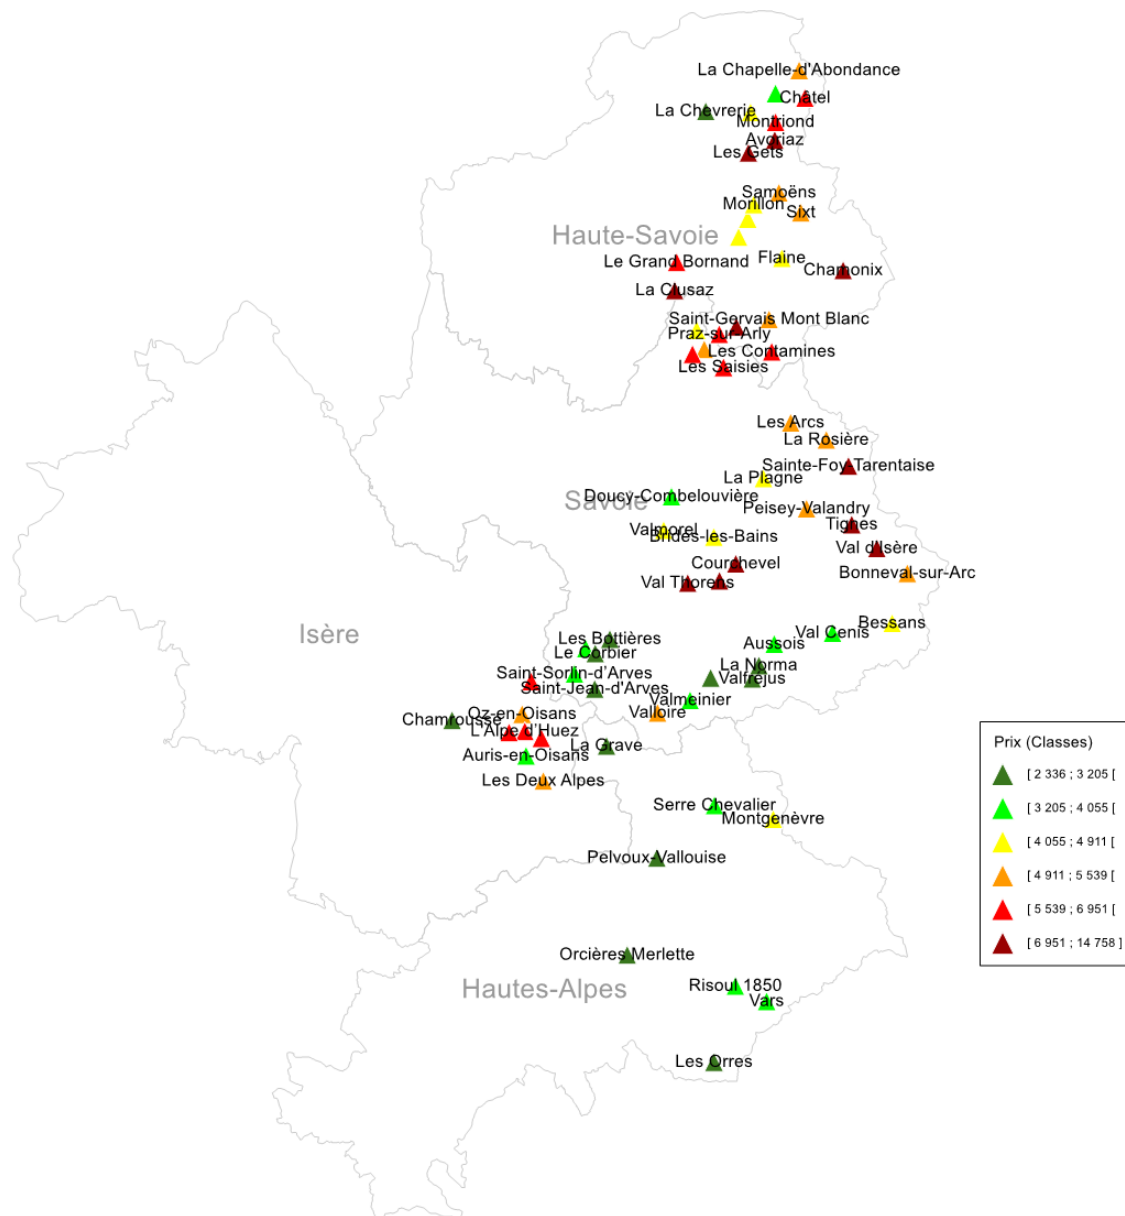 La Chapelle-d'Abondance
Châtel
La Chèvrerie
Montriond
Avoriaz
Les Gets
Samoëns
Morillon
Sixt
Haute-Savoie
Flaine
Le Grand Bornand
Chamonix
La Clusaz
Saint-Gervais Mont Blanc
Praz-sur-Arly
Les Contamines
Les Saisies
Les Arcs
La Rosière
Sainte-Foy-Tarentaise
La Plagne
Doucy-Combelouvière
Savoie
Peisey-Valandry
Tignes
Valmorel
Brides-les-Bains
Val d'Isère
Courchevel
Bonneval-sur-Arc
Val Thorens
Bessans
Val Cenis
Isère
Les Bottières
Aussois
Le Corbier
La Norma
Saint-Sorlin-d'Arves
Valfréjus
Saint-Jean-d'Arves
Valmeinier
Oz-en-Oisans
Valloire
Chamrousse
L'Alpe d'Huez
La Grave
Auris-en-Oisans
Les Deux Alpes
Prix (Classes)
[ 2 336 ; 3 205 [
[ 3 205 ; 4 055 [
[ 4 055 ; 4 911 [
[ 4 911 ; 5 539 [
[ 5 539 ; 6 951 [
[ 6 951 ; 14 758 ]
Serre Chevalier
Montgenèvre
Pelvoux-Vallouise
Orcières Merlette
Hautes-Alpes
Risoul 1850
Vars
Les Orres